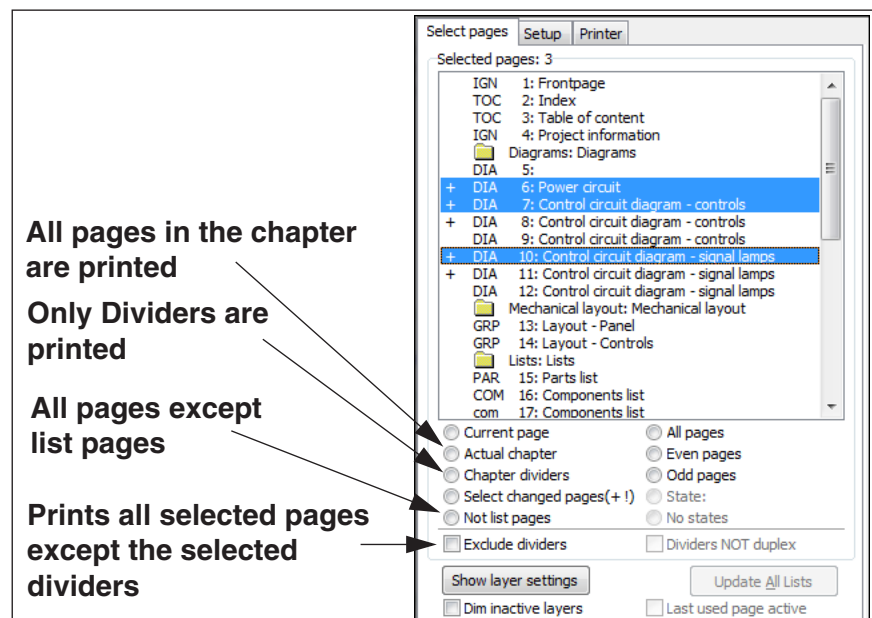 Select pages Setup Printer
Selected pages: 3
IGN 1: Frontpage
TOC 2: Index
TOC 3: Table of content
IGN 4: Project information
Diagrams: Diagrams
DIA 5:
+ DIA 6: Power circuit
+ DIA 7: Control circuit diagram - controls
+ DIA 8: Control circuit diagram - controls
DIA 9: Control circuit diagram - controls
+ DIA 10: Control circuit diagram - signal lamps
+ DIA 11: Control circuit diagram - signal lamps
DIA 12: Control circuit diagram - signal lamps
Mechanical layout: Mechanical layout
GRP 13: Layout - Panel
GRP 14: Layout - Controls
Lists: Lists
PAR 15: Parts list
COM 16: Components list
com 17: Components list
All pages in the chapter
are printed
Only Dividers are
printed
All pages except
list pages
Prints all selected pages
except the selected
dividers
Current page All pages
Actual chapter Even pages
Chapter dividers Odd pages
Select changed pages(+ !) State:
Not list pages No states
Exclude dividers Dividers NOT duplex
Show layer settings Update All Lists
Dim inactive layers Last used page active